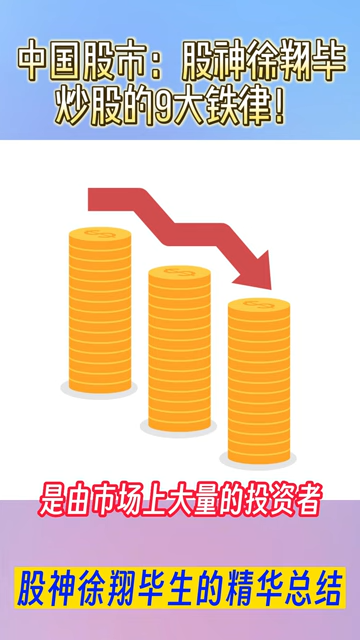 中国股市：股神徐翔毕
炒股的9大铁律！
是由市场上大量的投资者
股神徐翔毕生的精华总结